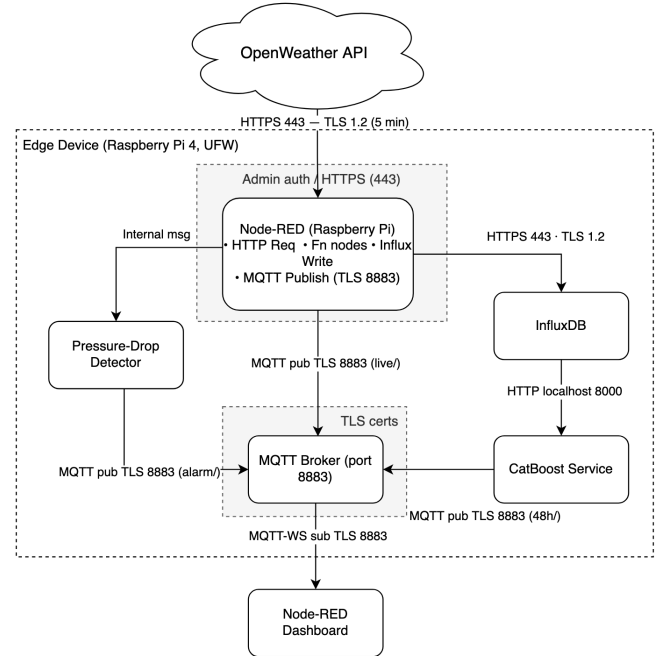 OpenWeather API
HTTPS 443 — TLS 1.2 (5 min)
Edge Device (Raspberry Pi 4, UFW)
Admin auth / HTTPS (443)
Node-RED (Raspberry Pi)
• HTTP Req • Fn nodes • Influx
Write
• MQTT Publish (TLS 8883)
Internal msg
HTTPS 443 · TLS 1.2
Pressure-Drop
Detector
InfluxDB
MQTT pub TLS 8883 (live/)
HTTP localhost 8000
TLS certs
MQTT Broker (port
8883)
MQTT pub TLS 8883 (alarm/)
CatBoost Service
MQTT pub TLS 8883 (48h/)
MQTT-WS sub TLS 8883
Node-RED
Dashboard